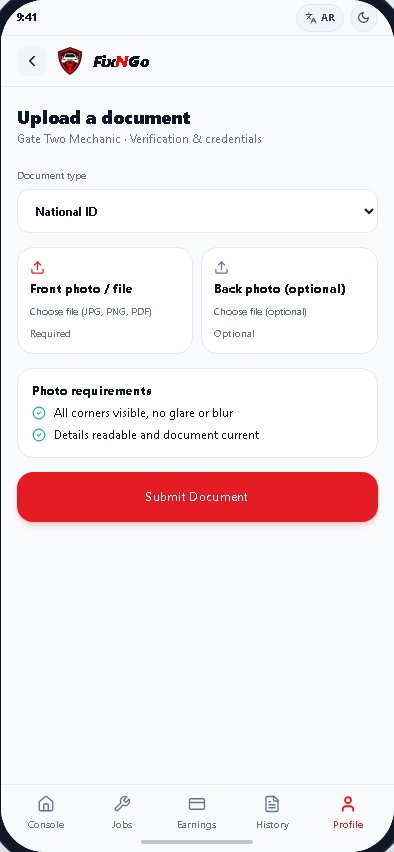 9:41
AR
FixNGo
Upload a document
Gate Two Mechanic · Verification & credentials
Document type
National ID
Front photo / file
Choose file (JPG, PNG, PDF)
Required
Back photo (optional)
Choose file (optional)
Optional
Photo requirements
All corners visible, no glare or blur
Details readable and document current
Submit Document
Console
Jobs
Earnings
History
Profile